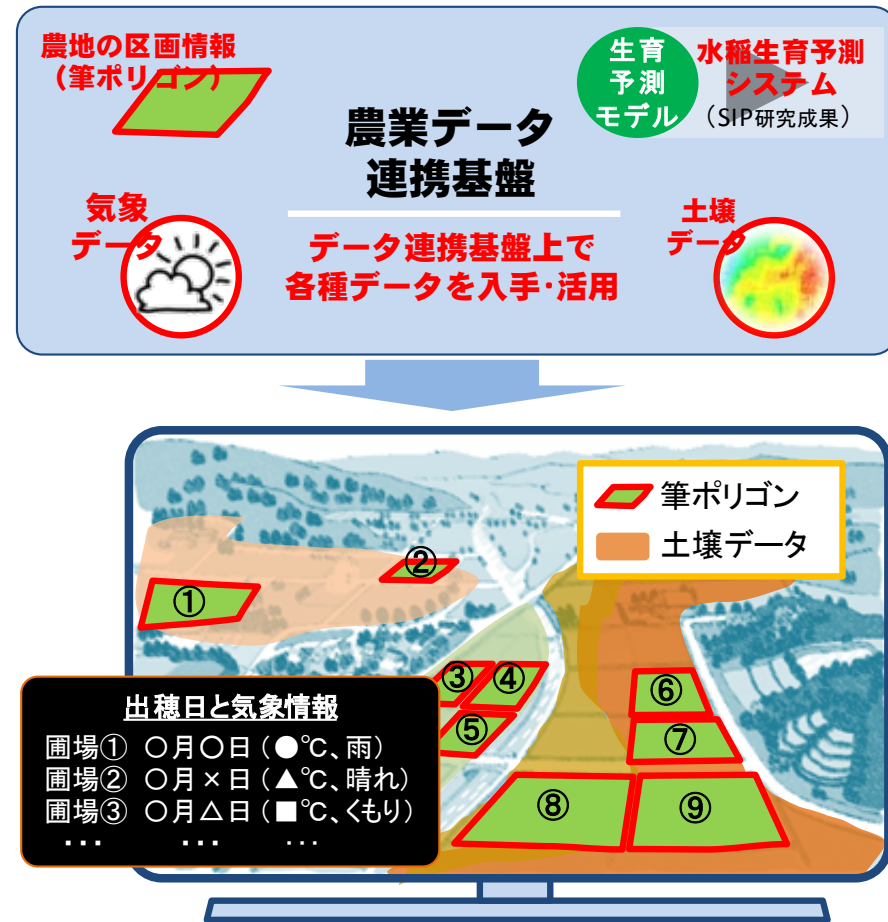 農地の区画情報
（筆ポリゴン）
生育
予測
モデル
水稲生育予測
システム
（SIP研究成果）
農業データ
連携基盤
気象
データ
データ連携基盤上で
各種データを入手・活用
土壌
データ
筆ポリゴン
土壌データ
①
②
③
④
⑤
⑥
⑦
⑧
⑨
出穂日と気象情報
圃場① 〇月〇日（●℃、雨）
圃場② 〇月×日（▲℃、晴れ）
圃場③ 〇月△日（■℃、くもり）
… … …